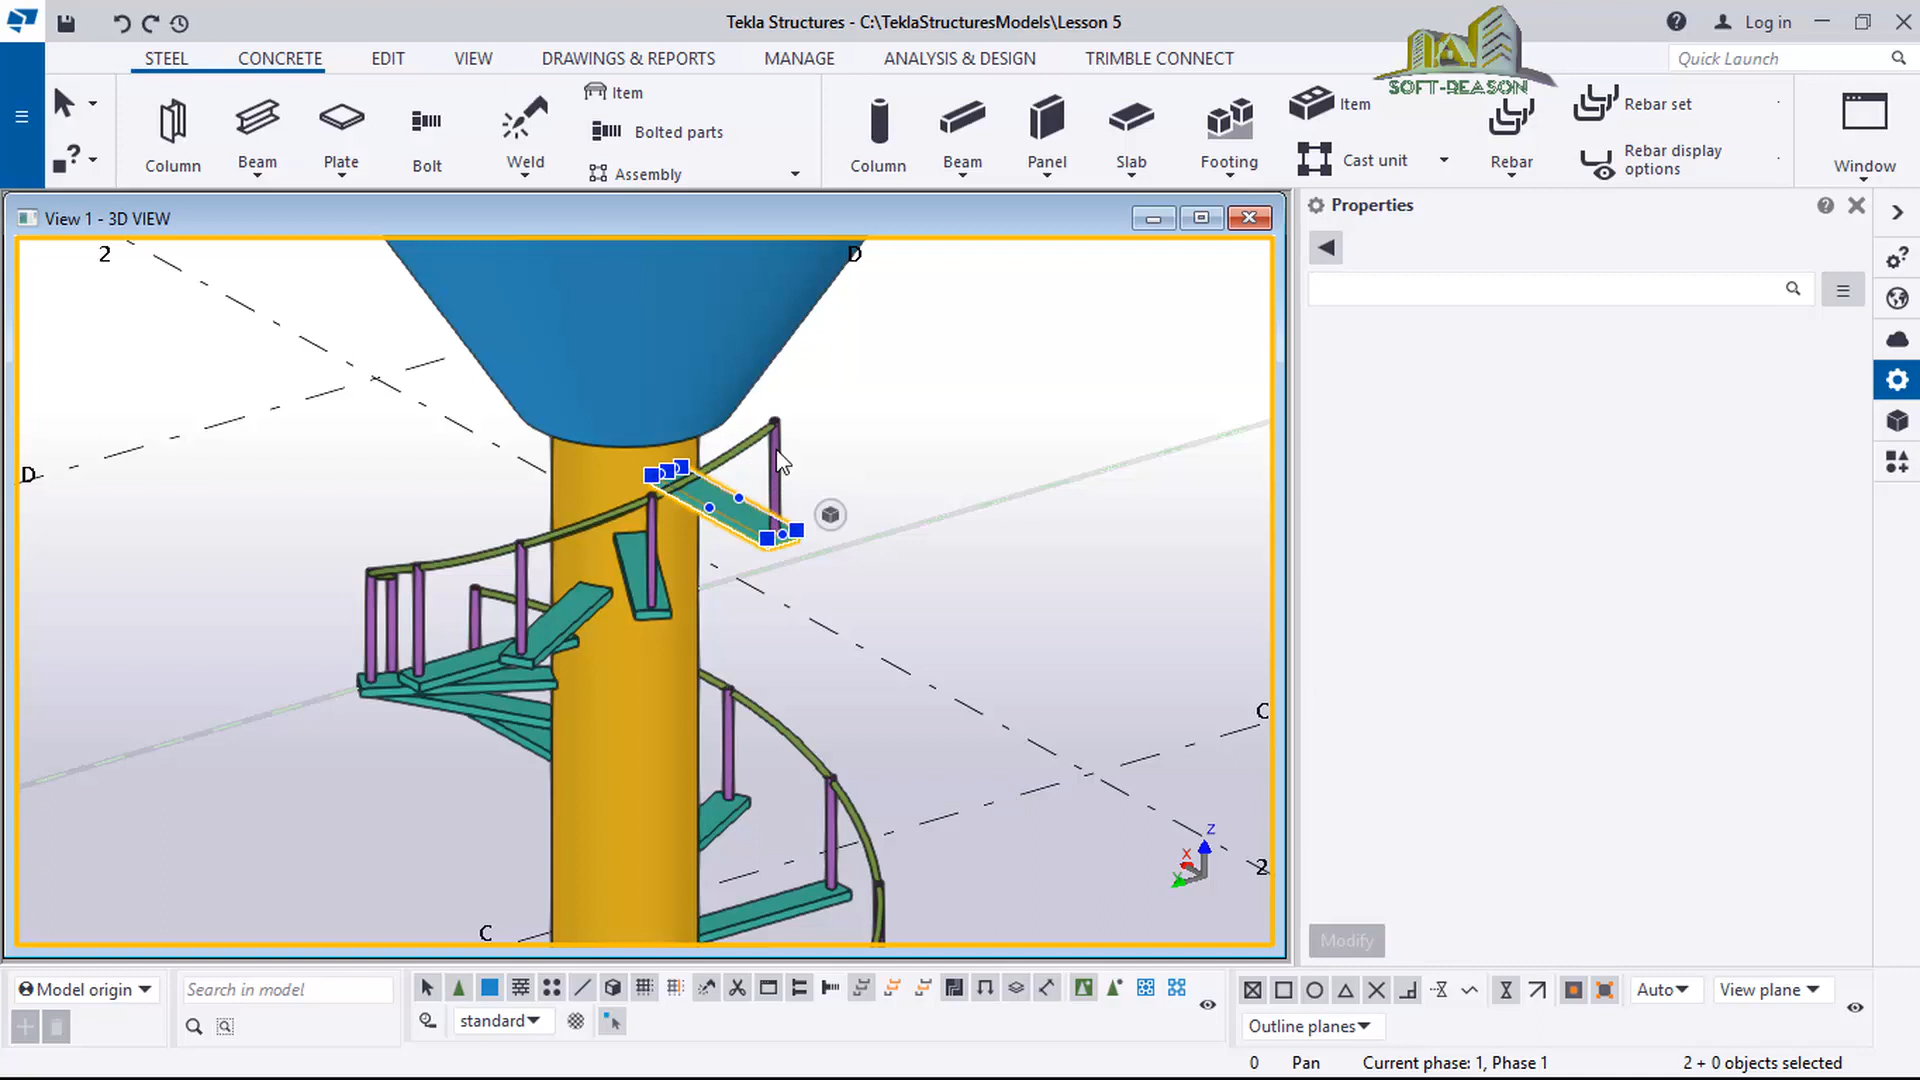 Tekla Structures - C:\TeklaStructuresModels\Lesson 5
Log in
STEEL CONCRETE EDIT VIEW DRAWINGS & REPORTS MANAGE ANALYSIS & DESIGN TRIMBLE CONNECT
Quick Launch
SOFT-REASON
Column Beam Plate Bolt Weld
Item
Bolted parts
Assembly
Column Beam Panel Slab Footing
Item
Cast unit
Rebar
Rebar set
Rebar display options
Window
View 1 - 3D VIEW
Properties
2
D
D
C
C
2
Z
X
Y
Modify
Model origin
Search in model
standard
Auto
View plane
Outline planes
0 Pan Current phase: 1, Phase 1 2 + 0 objects selected